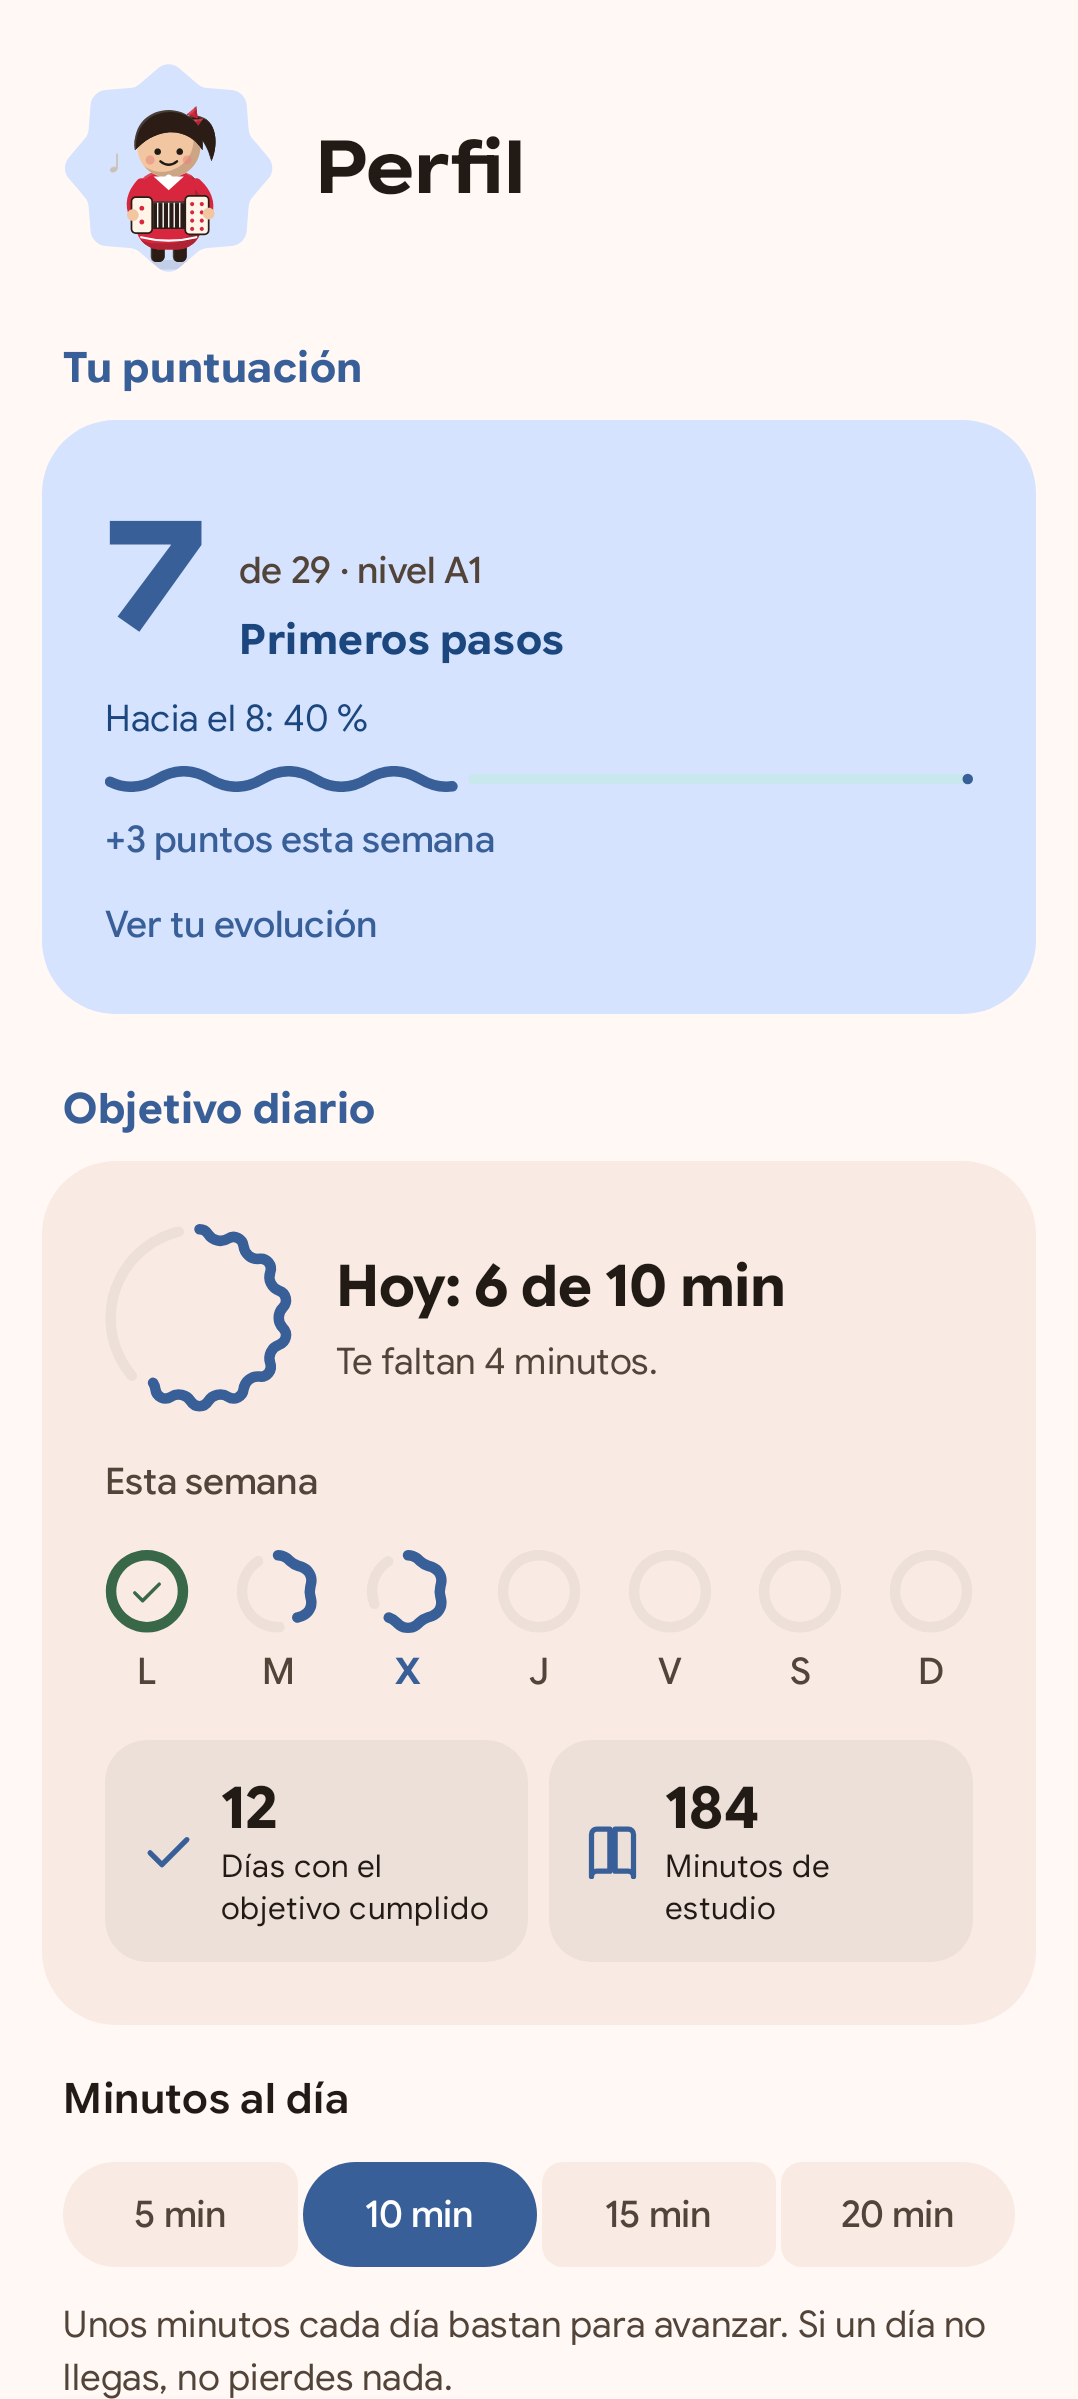 Perfil
Tu puntuación
7
de 29 · nivel A1
Primeros pasos
Hacia el 8: 40 %
+3 puntos esta semana
Ver tu evolución
Objetivo diario
Hoy: 6 de 10 min
Te faltan 4 minutos.
Esta semana
L M X J V S D
12
Días con el
objetivo cumplido
184
Minutos de
estudio
Minutos al día
5 min 10 min 15 min 20 min
Unos minutos cada día bastan para avanzar. Si un día no
llegas, no pierdes nada.